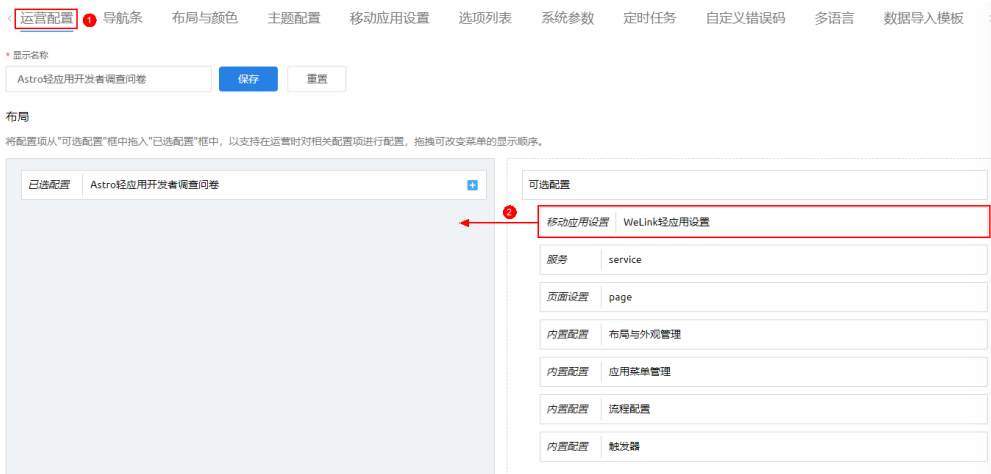 运营配置 1 导航条 布局与颜色 主题配置 移动应用设置 选项列表 系统参数 定时任务 自定义错误码 多语言 数据导入模板
* 显示名称
Astro轻应用开发者调查问卷 保存 重置
布局
将配置项从"可选配置"框中拖入"已选配置"框中，以支持在运营时对相关配置项进行配置，拖拽可改变菜单的显示顺序。
已选配置 Astro轻应用开发者调查问卷
可选配置
2 移动应用设置 WeLink轻应用设置
服务 service
页面设置 page
内置配置 布局与外观管理
内置配置 应用菜单管理
内置配置 流程配置
内置配置 触发器